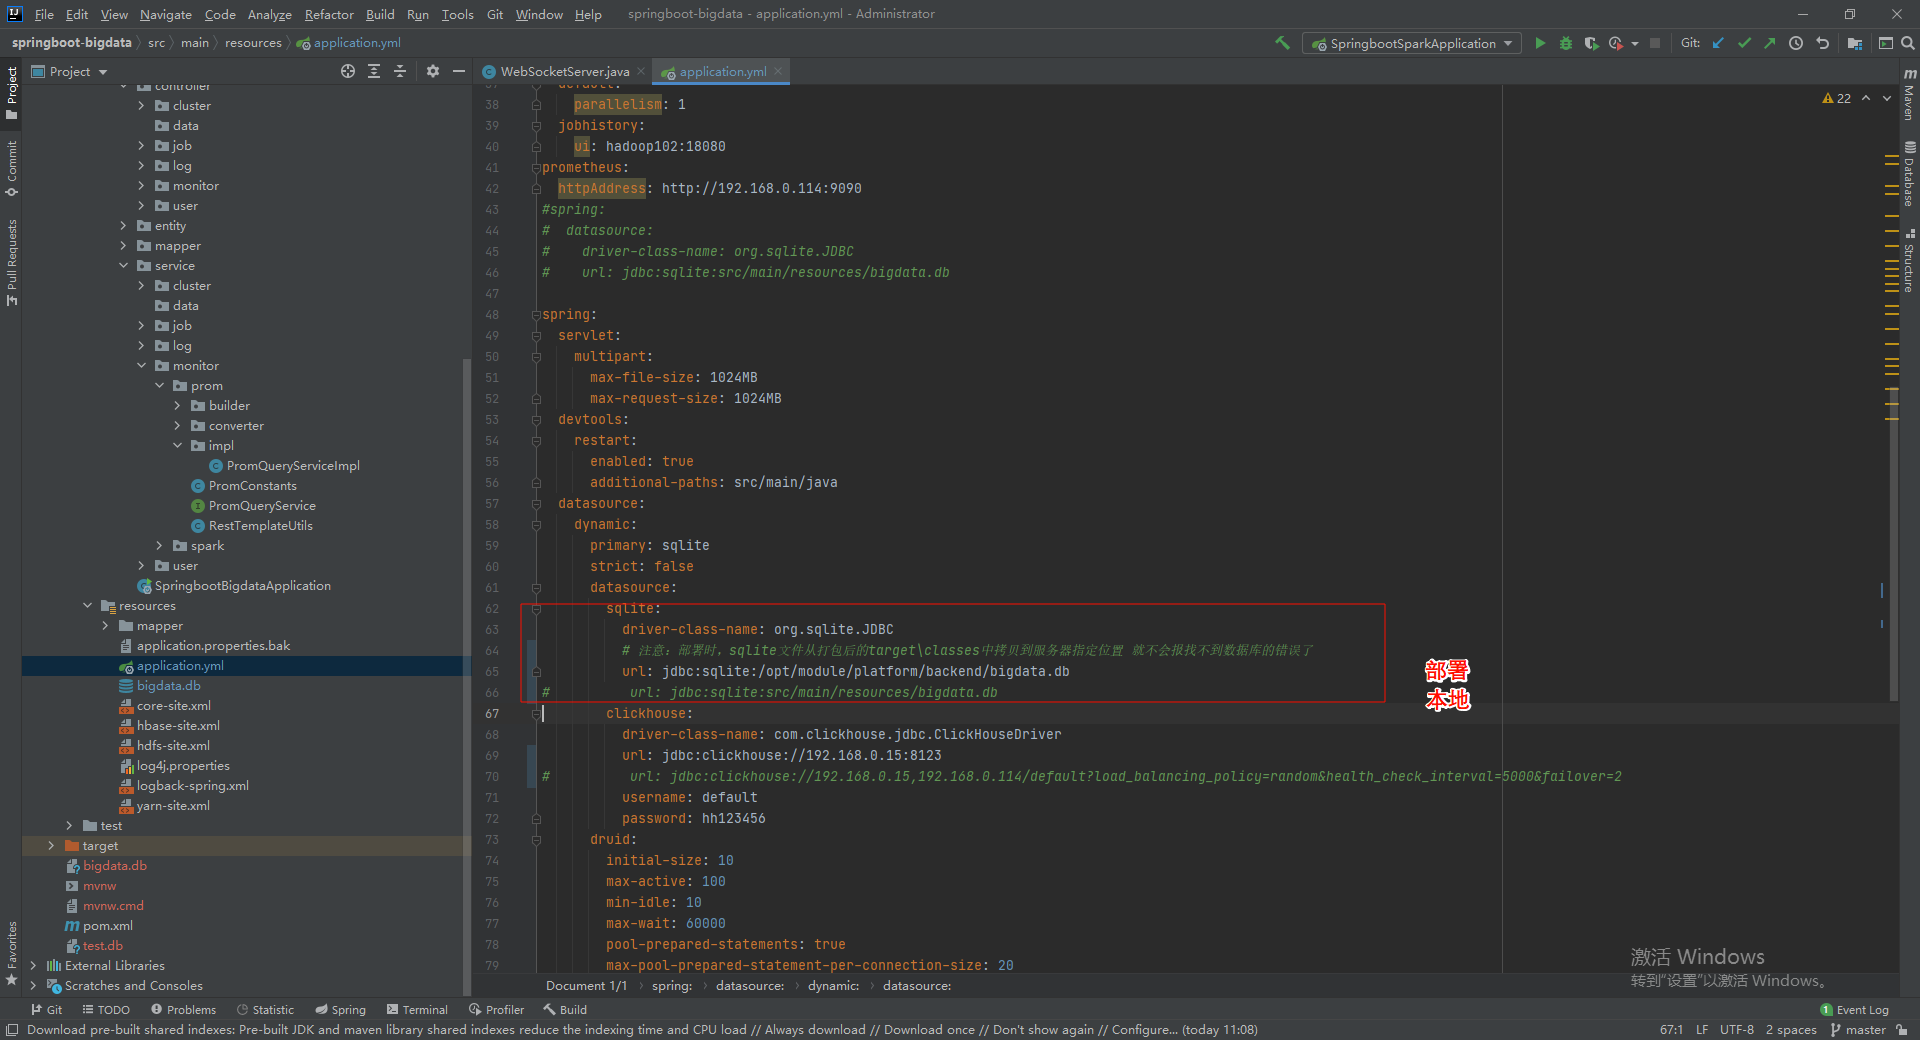 File Edit View Navigate Code Analyze Refactor Build Run Tools Git Window Help springboot-bigdata - application.yml - Administrator
springboot-bigdata src main resources application.yml SpringbootSparkApplication Git:
Project WebSocketServer.java application.yml
Project
Commit
Pull Requests
Favorites
controller
cluster
data
job
log
monitor
user
entity
mapper
service
cluster
data
job
log
monitor
prom
builder
converter
impl
PromQueryServiceImpl
PromConstants
PromQueryService
RestTemplateUtils
spark
user
SpringbootBigdataApplication
resources
mapper
application.properties.bak
application.yml
bigdata.db
core-site.xml
hbase-site.xml
hdfs-site.xml
log4j.properties
logback-spring.xml
yarn-site.xml
test
target
bigdata.db
mvnw
mvnw.cmd
pom.xml
test.db
External Libraries
Scratches and Consoles
37 default:
38 parallelism: 1
39 jobhistory:
40 ui: hadoop102:18080
41 prometheus:
42 httpAddress: http://192.168.0.114:9090
43 #spring:
44 # datasource:
45 # driver-class-name: org.sqlite.JDBC
46 # url: jdbc:sqlite:src/main/resources/bigdata.db
47
48 spring:
49 servlet:
50 multipart:
51 max-file-size: 1024MB
52 max-request-size: 1024MB
53 devtools:
54 restart:
55 enabled: true
56 additional-paths: src/main/java
57 datasource:
58 dynamic:
59 primary: sqlite
60 strict: false
61 datasource:
62 sqlite:
63 driver-class-name: org.sqlite.JDBC
64 # 注意：部署时，sqlite文件从打包后的target\classes中拷贝到服务器指定位置 就不会报找不到数据库的错误了
65 url: jdbc:sqlite:/opt/module/platform/backend/bigdata.db
66 # url: jdbc:sqlite:src/main/resources/bigdata.db
67 clickhouse:
68 driver-class-name: com.clickhouse.jdbc.ClickHouseDriver
69 url: jdbc:clickhouse://192.168.0.15:8123
70 # url: jdbc:clickhouse://192.168.0.15,192.168.0.114/default?load_balancing_policy=random&health_check_interval=5000&failover=2
71 username: default
72 password: hh123456
73 druid:
74 initial-size: 10
75 max-active: 100
76 min-idle: 10
77 max-wait: 60000
78 pool-prepared-statements: true
79 max-pool-prepared-statement-per-connection-size: 20
部署
本地
22
Maven
Database
Structure
激活 Windows
转到"设置"以激活 Windows。
Document 1/1 spring: datasource: dynamic: datasource:
Git TODO Problems Statistic Spring Terminal Profiler Build 1 Event Log
Download pre-built shared indexes: Pre-built JDK and maven library shared indexes reduce the indexing time and CPU load // Always download // Download once // Don't show again // Configure... (today 11:08) 67:1 LF UTF-8 2 spaces master